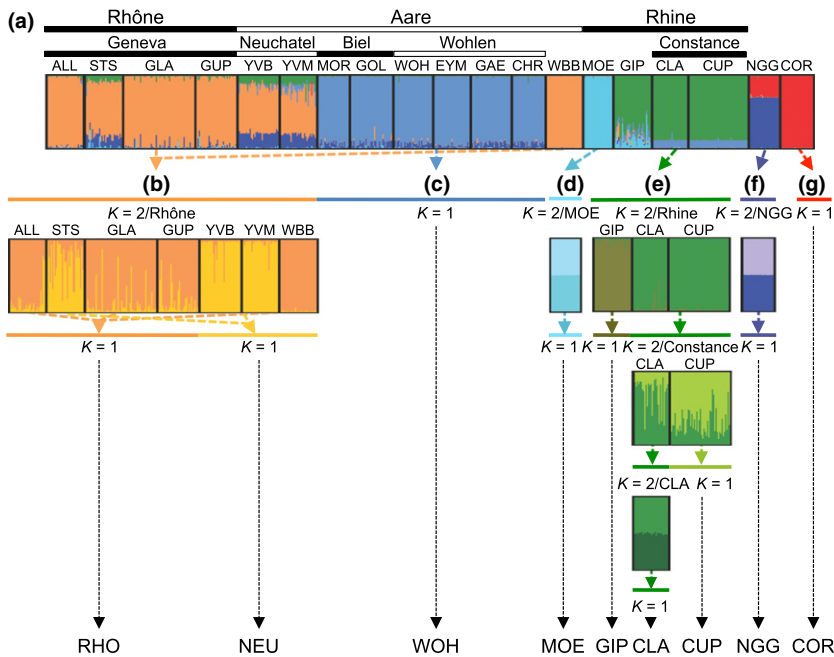 (a)
Rhône Aare Rhine
Geneva Neuchatel Biel Wohlen Constance
ALL STS GLA GUP YVB YVM MOR GOL WOH EYM GAE CHR WBB MOE GIP CLA CUP NGG COR
(b) (c) (d) (e) (f) (g)
K = 2/Rhône K = 1 K = 2/MOE K = 2/Rhine K = 2/NGG K = 1
ALL STS GLA GUP YVB YVM WBB GIP CLA CUP
K = 1 K = 1 K = 1 K = 1 K = 2/Constance K = 1
CLA CUP
K = 2/CLA K = 1
K = 1
RHO NEU WOH MOE GIP CLA CUP NGG COR